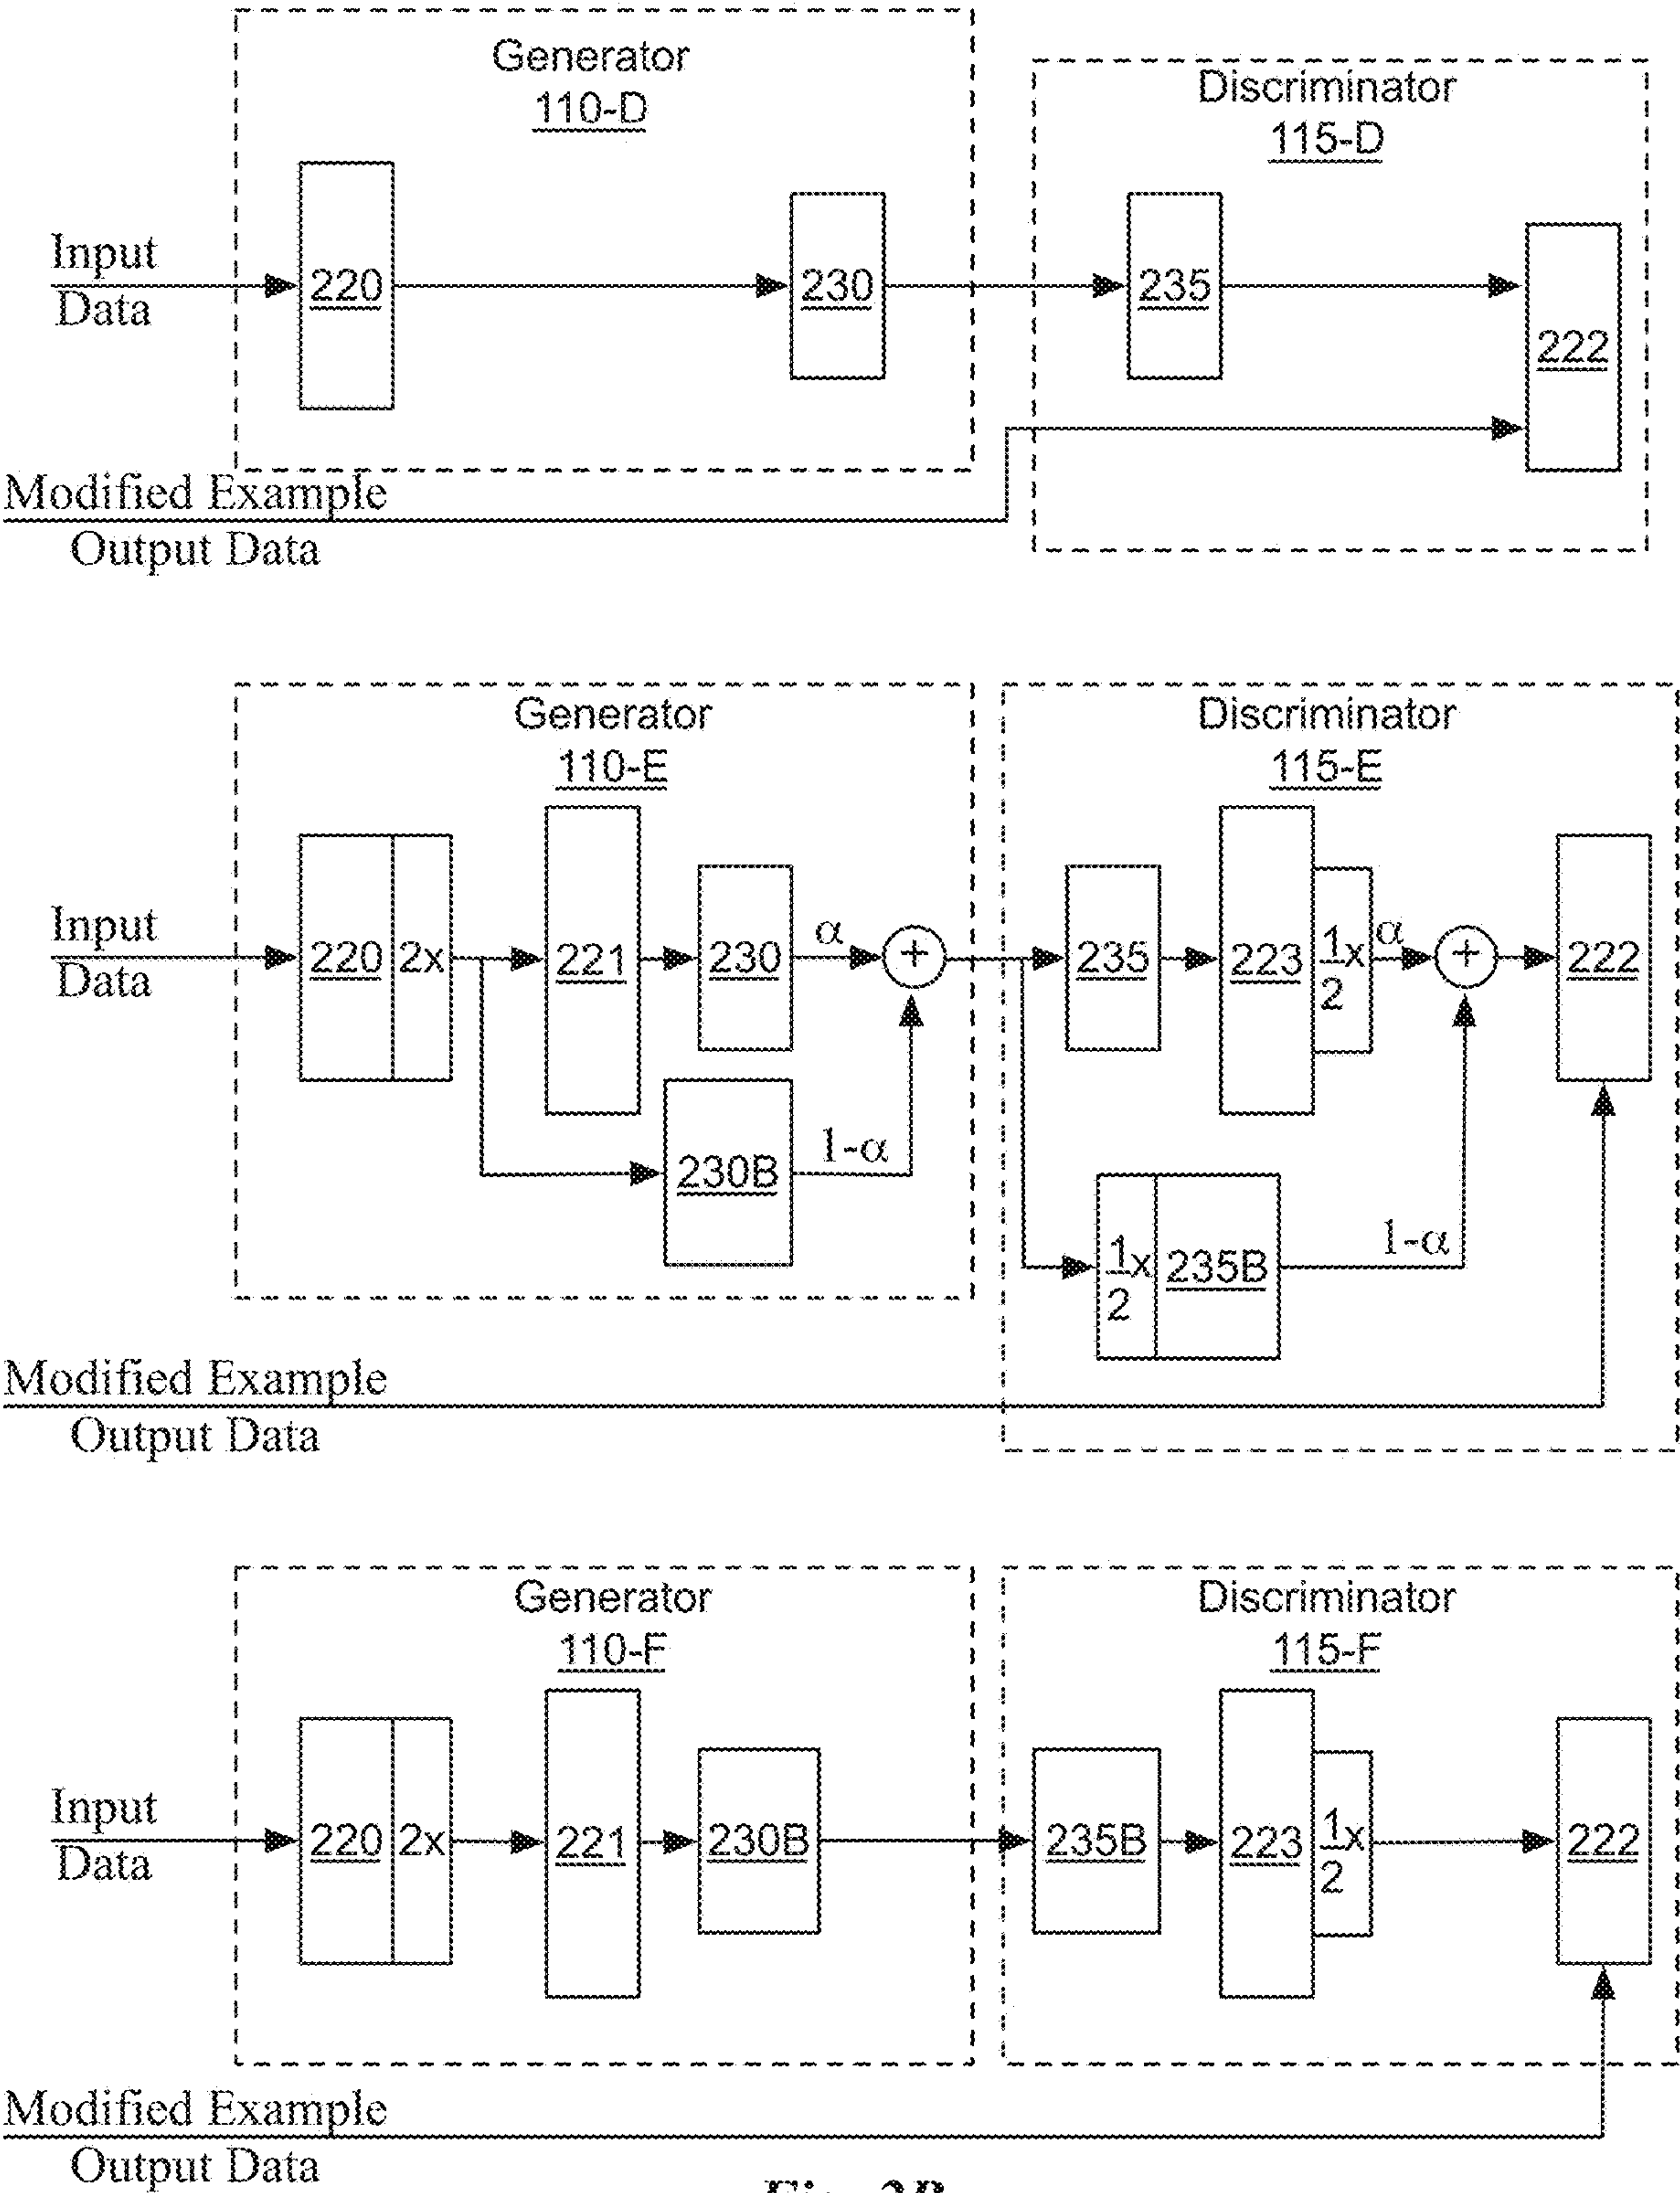 Generator
110-D
Discriminator
115-D
Input
Data
220
230
235
222
Modified Example
Output Data
Generator
110-E
Discriminator
115-E
Input
Data
220
2x
221
230
α
+
230B
1-α
235
223
1/2 x
α
+
222
1/2 x
235B
1-α
Modified Example
Output Data
Generator
110-F
Discriminator
115-F
Input
Data
220
2x
221
230B
235B
223
1/2 x
222
Modified Example
Output Data